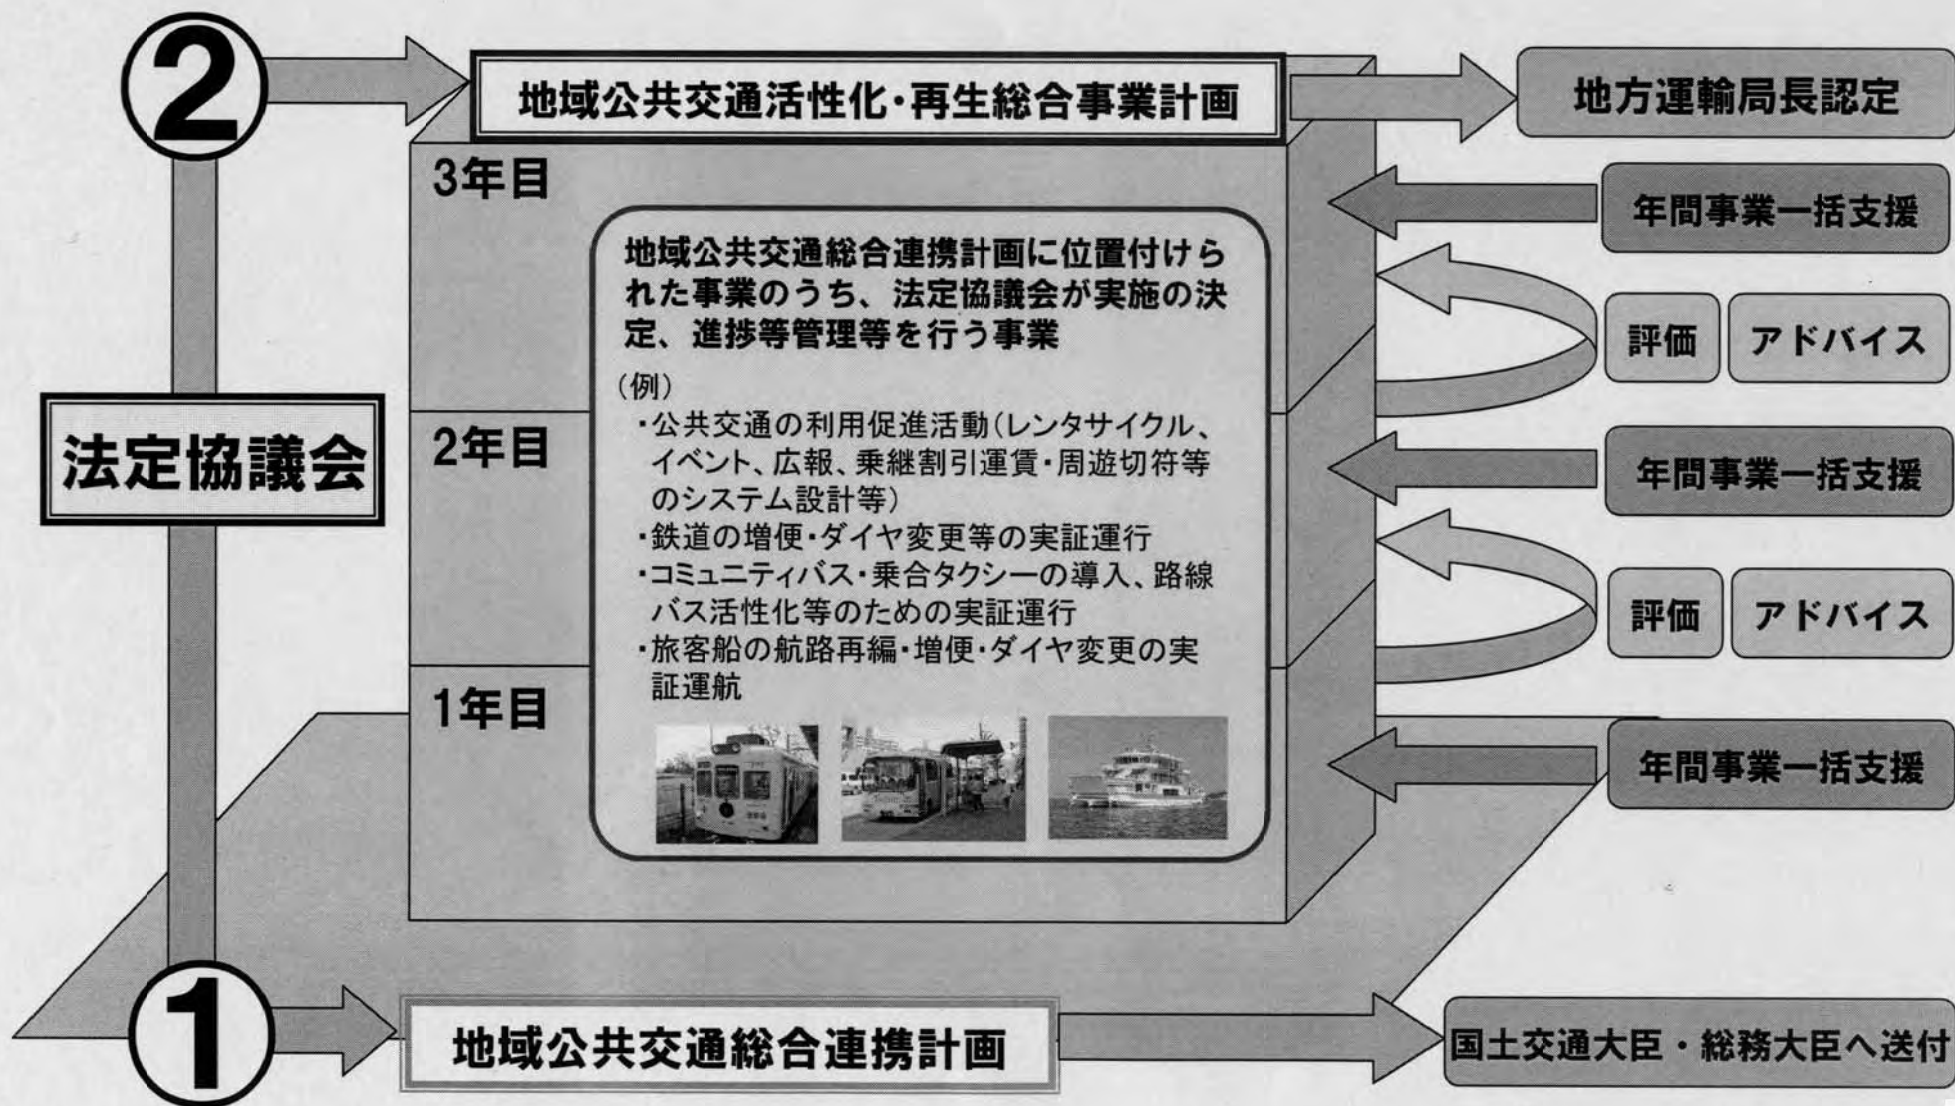 ②
地域公共交通活性化・再生総合事業計画
地方運輸局長認定
3年目
年間事業一括支援
地域公共交通総合連携計画に位置付けら
れた事業のうち、法定協議会が実施の決
定、進捗等管理等を行う事業
(例)
・公共交通の利用促進活動(レンタサイクル、
イベント、広報、乗継割引運賃・周遊切符等
のシステム設計等)
・鉄道の増便・ダイヤ変更等の実証運行
・コミュニティバス・乗合タクシーの導入、路線
バス活性化等のための実証運行
・旅客船の航路再編・増便・ダイヤ変更の実
証運航
評価
アドバイス
法定協議会
2年目
年間事業一括支援
評価
アドバイス
1年目
年間事業一括支援
①
地域公共交通総合連携計画
国土交通大臣・総務大臣へ送付